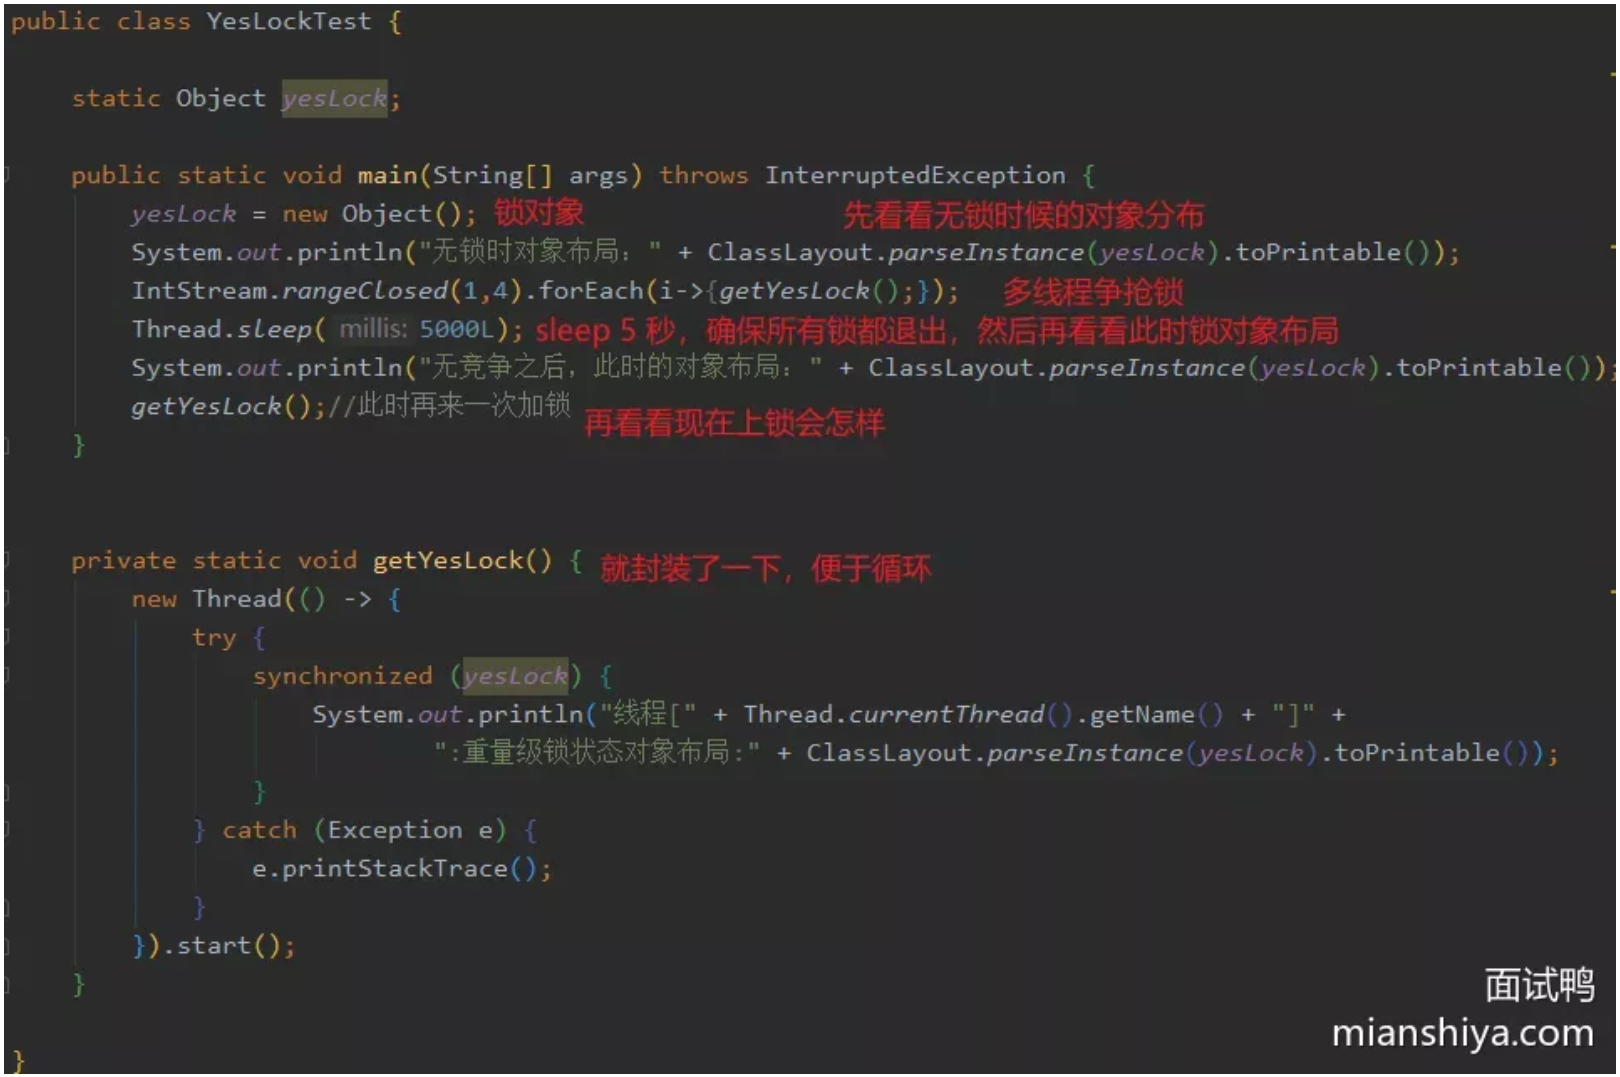 public class YesLockTest {
static Object yesLock;
public static void main(String[] args) throws InterruptedException {
yesLock = new Object(); 锁对象 先看看无锁时候的对象分布
System.out.println("无锁时对象布局：" + ClassLayout.parseInstance(yesLock).toPrintable());
IntStream.rangeClosed(1,4).forEach(i->{getYesLock();}); 多线程争抢锁
Thread.sleep( millis: 5000L); sleep 5 秒，确保所有锁都退出，然后再看看此时锁对象布局
System.out.println("无竞争之后，此时的对象布局：" + ClassLayout.parseInstance(yesLock).toPrintable());
getYesLock();//此时再来一次加锁 再看看现在上锁会怎样
}
private static void getYesLock() { 就封装了一下，便于循环
new Thread(() -> {
try {
synchronized (yesLock) {
System.out.println("线程[" + Thread.currentThread().getName() + "]" +
":重量级锁状态对象布局:" + ClassLayout.parseInstance(yesLock).toPrintable());
}
} catch (Exception e) {
e.printStackTrace();
}
}).start();
}
}
面试鸭
mianshiya.com